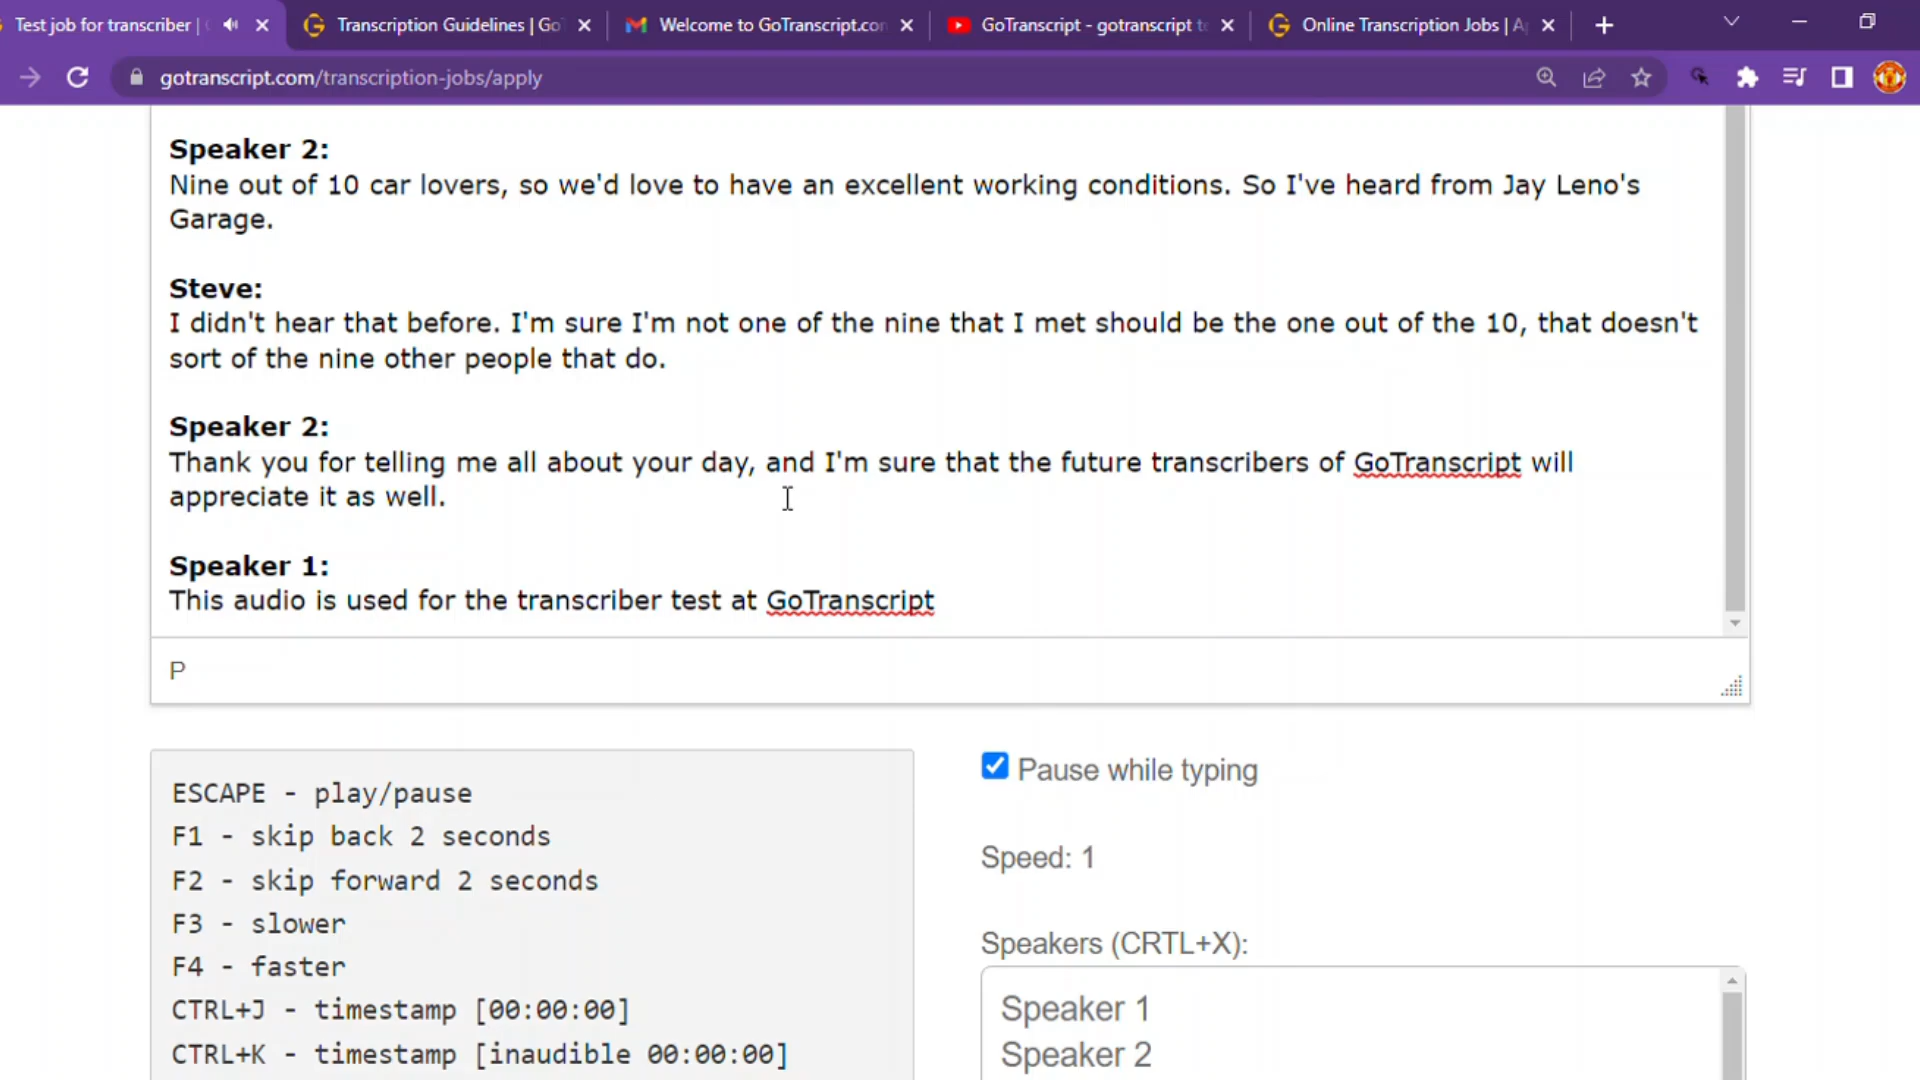 Test job for transcriber |
Transcription Guidelines | Go
Welcome to GoTranscript.com
GoTranscript - gotranscript te
Online Transcription Jobs | Ap
gotranscript.com/transcription-jobs/apply
Speaker 2:
Nine out of 10 car lovers, so we'd love to have an excellent working conditions. So I've heard from Jay Leno's
Garage.
Steve:
I didn't hear that before. I'm sure I'm not one of the nine that I met should be the one out of the 10, that doesn't
sort of the nine other people that do.
Speaker 2:
Thank you for telling me all about your day, and I'm sure that the future transcribers of GoTranscript will
appreciate it as well.
Speaker 1:
This audio is used for the transcriber test at GoTranscript
P
ESCAPE - play/pause
F1 - skip back 2 seconds
F2 - skip forward 2 seconds
F3 - slower
F4 - faster
CTRL+J - timestamp [00:00:00]
CTRL+K - timestamp [inaudible 00:00:00]
Pause while typing
Speed: 1
Speakers (CRTL+X):
Speaker 1
Speaker 2